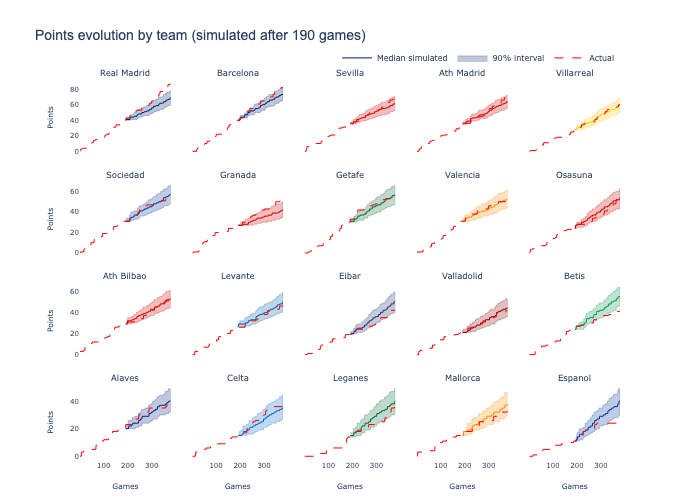 Points evolution by team (simulated after 190 games)
Median simulated 90% interval Actual
Real Madrid Barcelona Sevilla Ath Madrid Villarreal
80
60
40
20
0
Points
Sociedad Granada Getafe Valencia Osasuna
60
40
20
0
Points
Ath Bilbao Levante Eibar Valladolid Betis
60
40
20
0
Points
Alaves Celta Leganes Mallorca Espanol
40
20
0
Points
100 200 300 100 200 300 100 200 300 100 200 300 100 200 300
Games Games Games Games Games